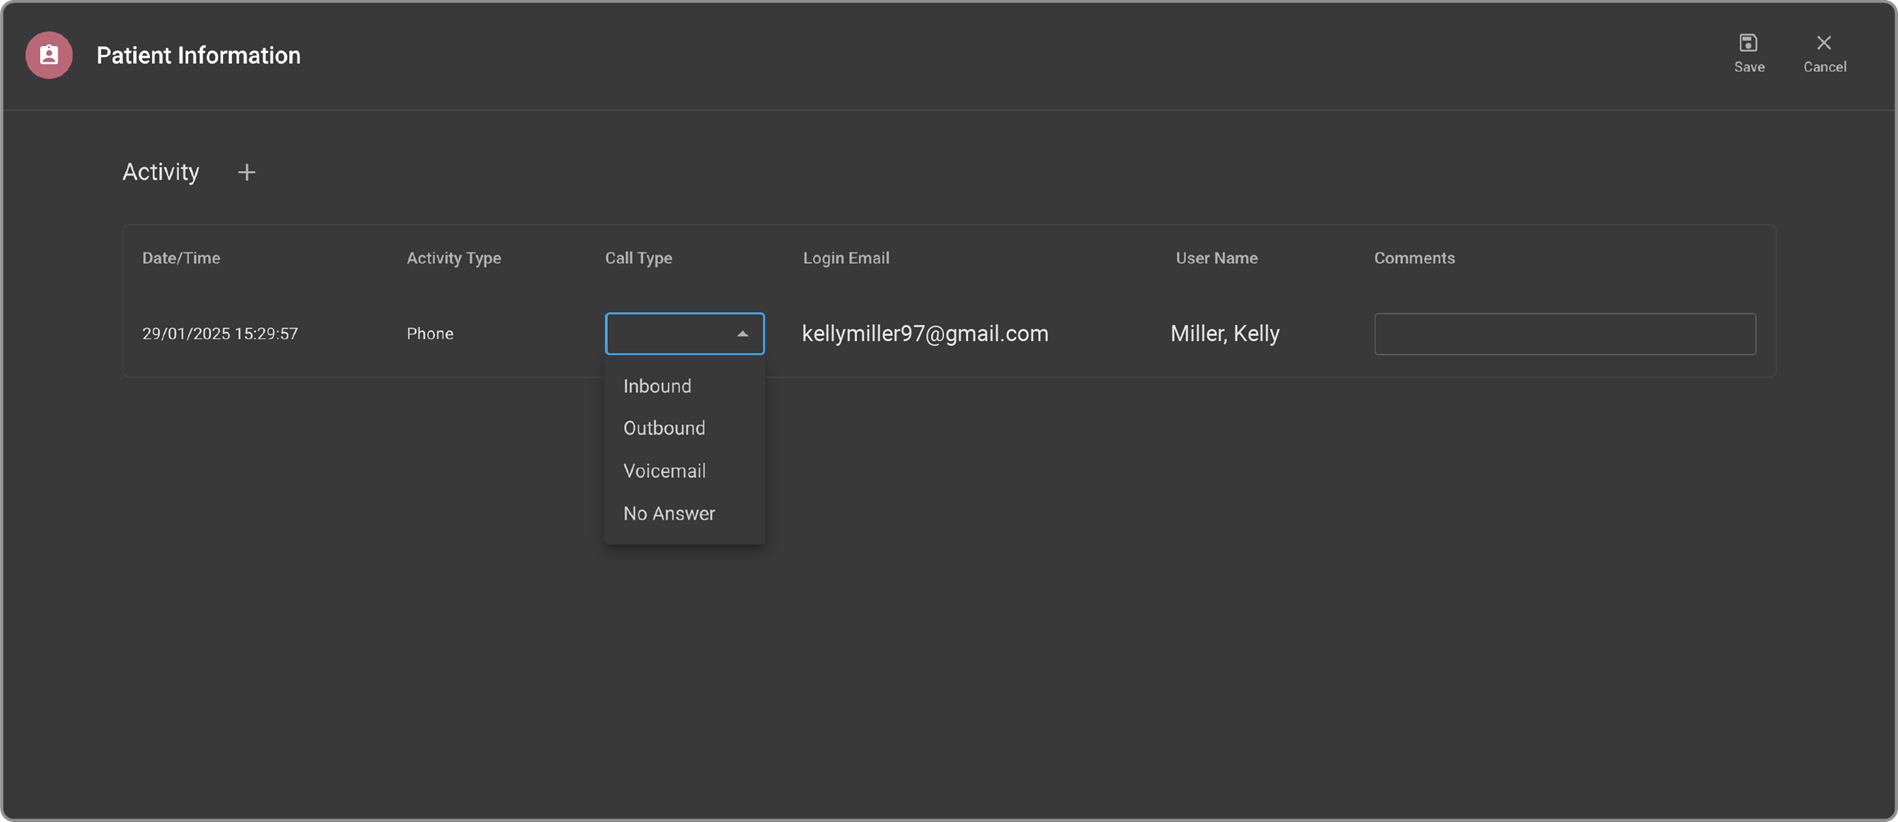 Patient Information
Save
Cancel
Activity
Date/Time Activity Type Call Type Login Email User Name Comments
29/01/2025 15:29:57 Phone kellymiller97@gmail.com Miller, Kelly
Inbound
Outbound
Voicemail
No Answer